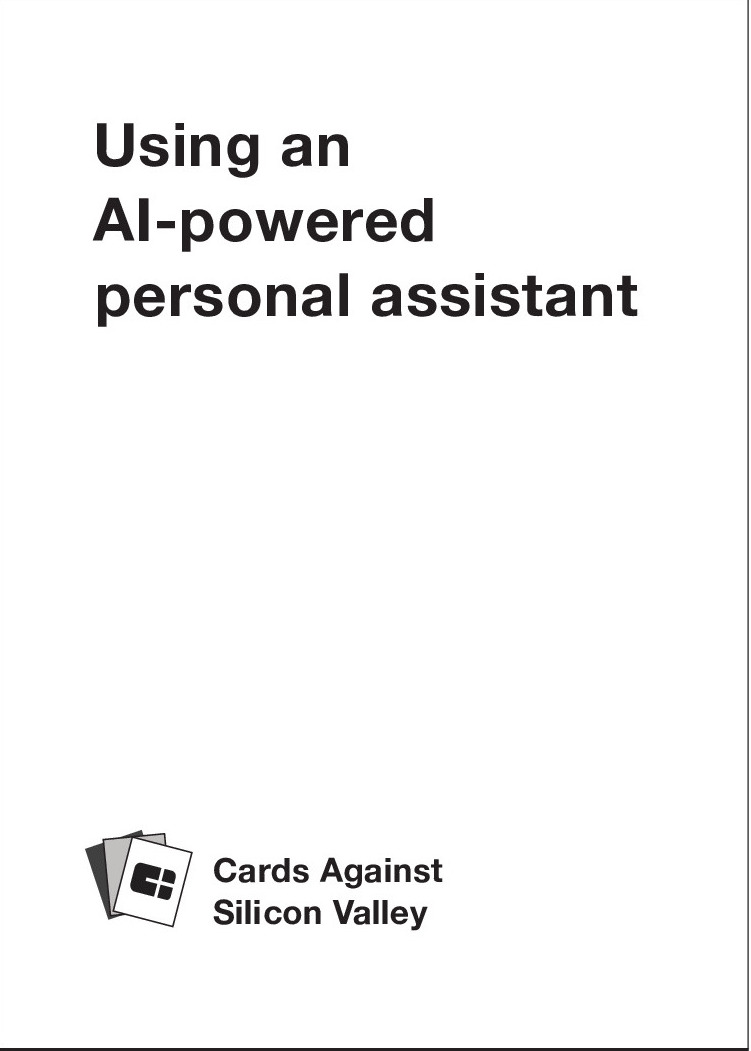 Using an
AI-powered
personal assistant
Cards Against
Silicon Valley